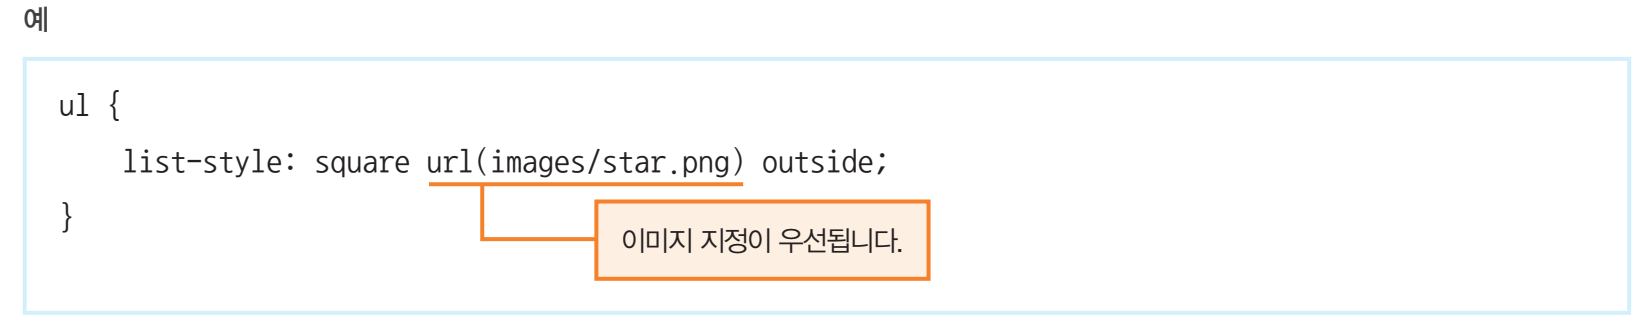 예
ul {
list-style: square url(images/star.png) outside;
}
이미지 지정이 우선됩니다.